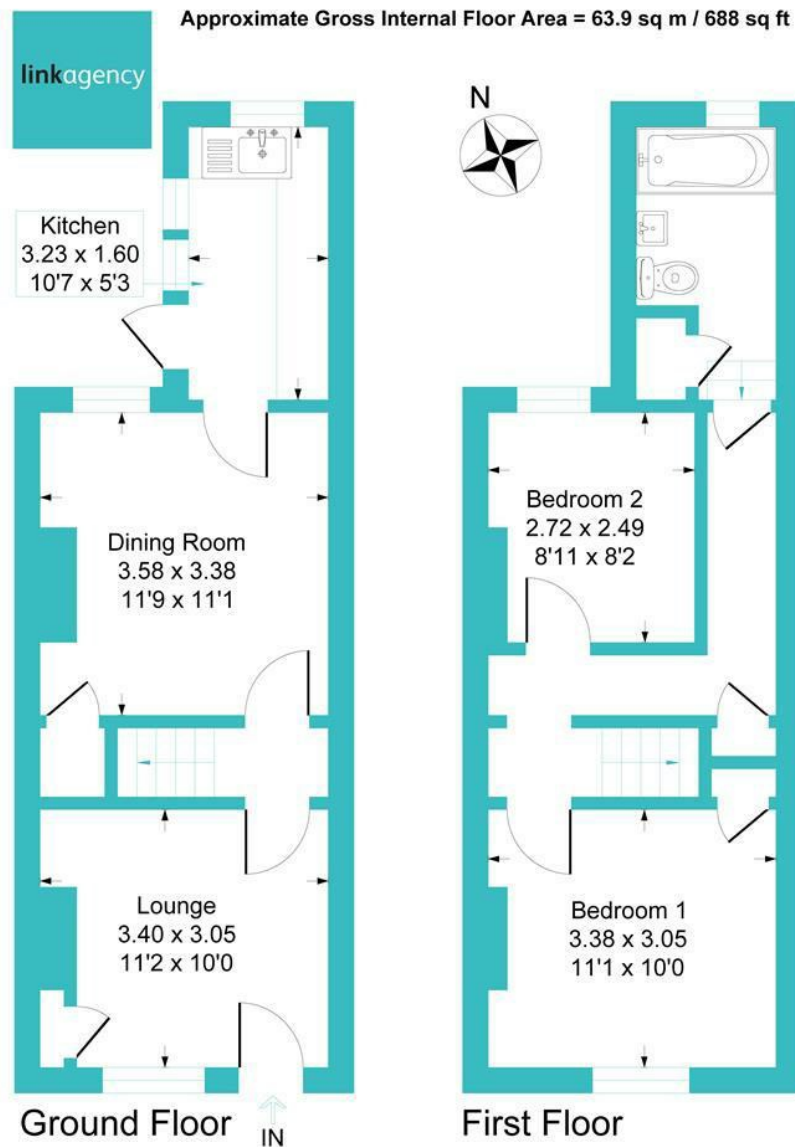 Approximate Gross Internal Floor Area = 63.9 sq m / 688 sq ft
linkagency
N
Kitchen
3.23 x 1.60
10'7 x 5'3
Dining Room
3.58 x 3.38
11'9 x 11'1
Lounge
3.40 x 3.05
11'2 x 10'0
Ground Floor
IN
Bedroom 2
2.72 x 2.49
8'11 x 8'2
Bedroom 1
3.38 x 3.05
11'1 x 10'0
First Floor